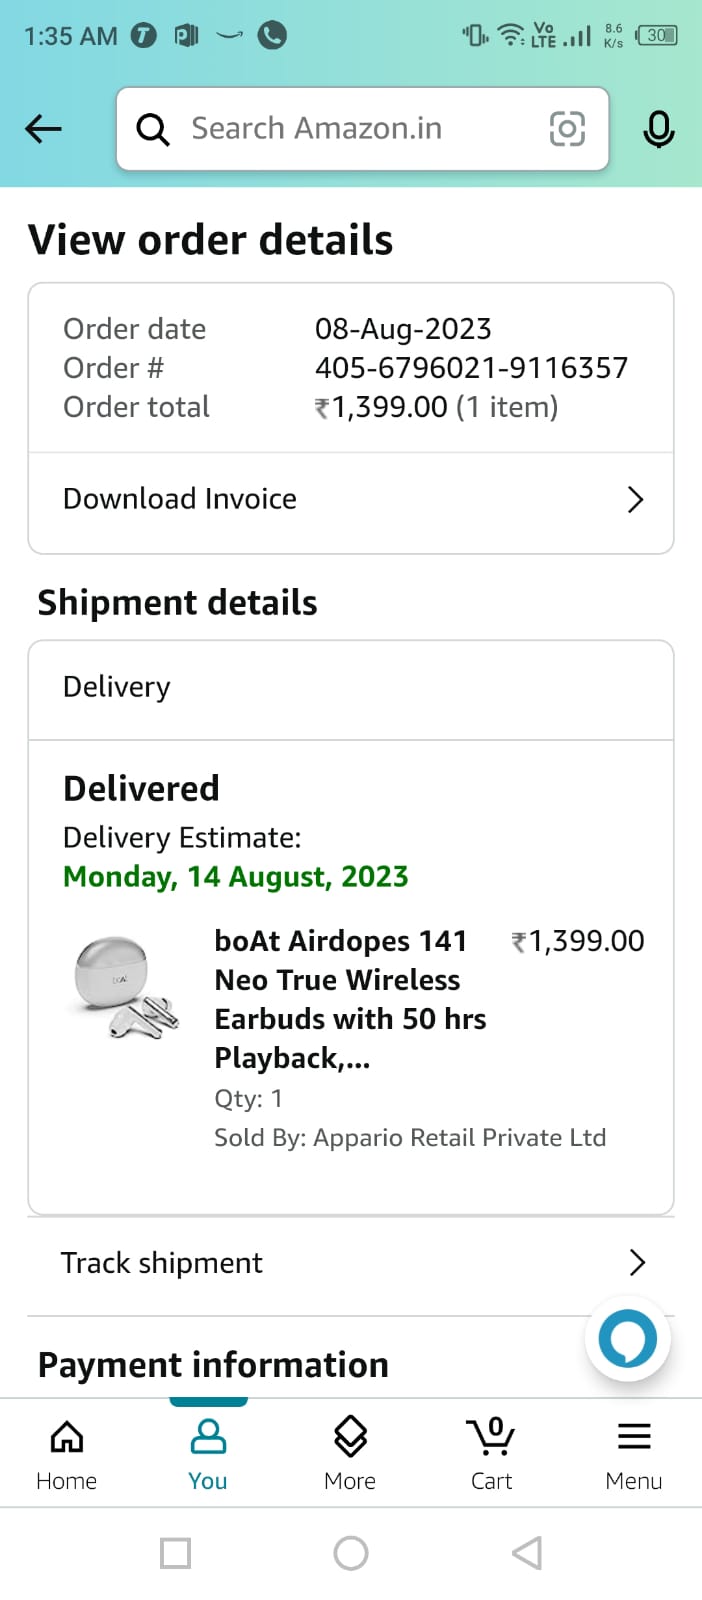 1:35 AM
Vo LTE
8.6 K/s
30
Search Amazon.in
View order details
Order date 08-Aug-2023
Order # 405-6796021-9116357
Order total ₹1,399.00 (1 item)
Download Invoice
Shipment details
Delivery
Delivered
Delivery Estimate:
Monday, 14 August, 2023
boAt Airdopes 141 ₹1,399.00
Neo True Wireless
Earbuds with 50 hrs
Playback,...
Qty: 1
Sold By: Appario Retail Private Ltd
boAt
Track shipment
Payment information
0
Home You More Cart Menu